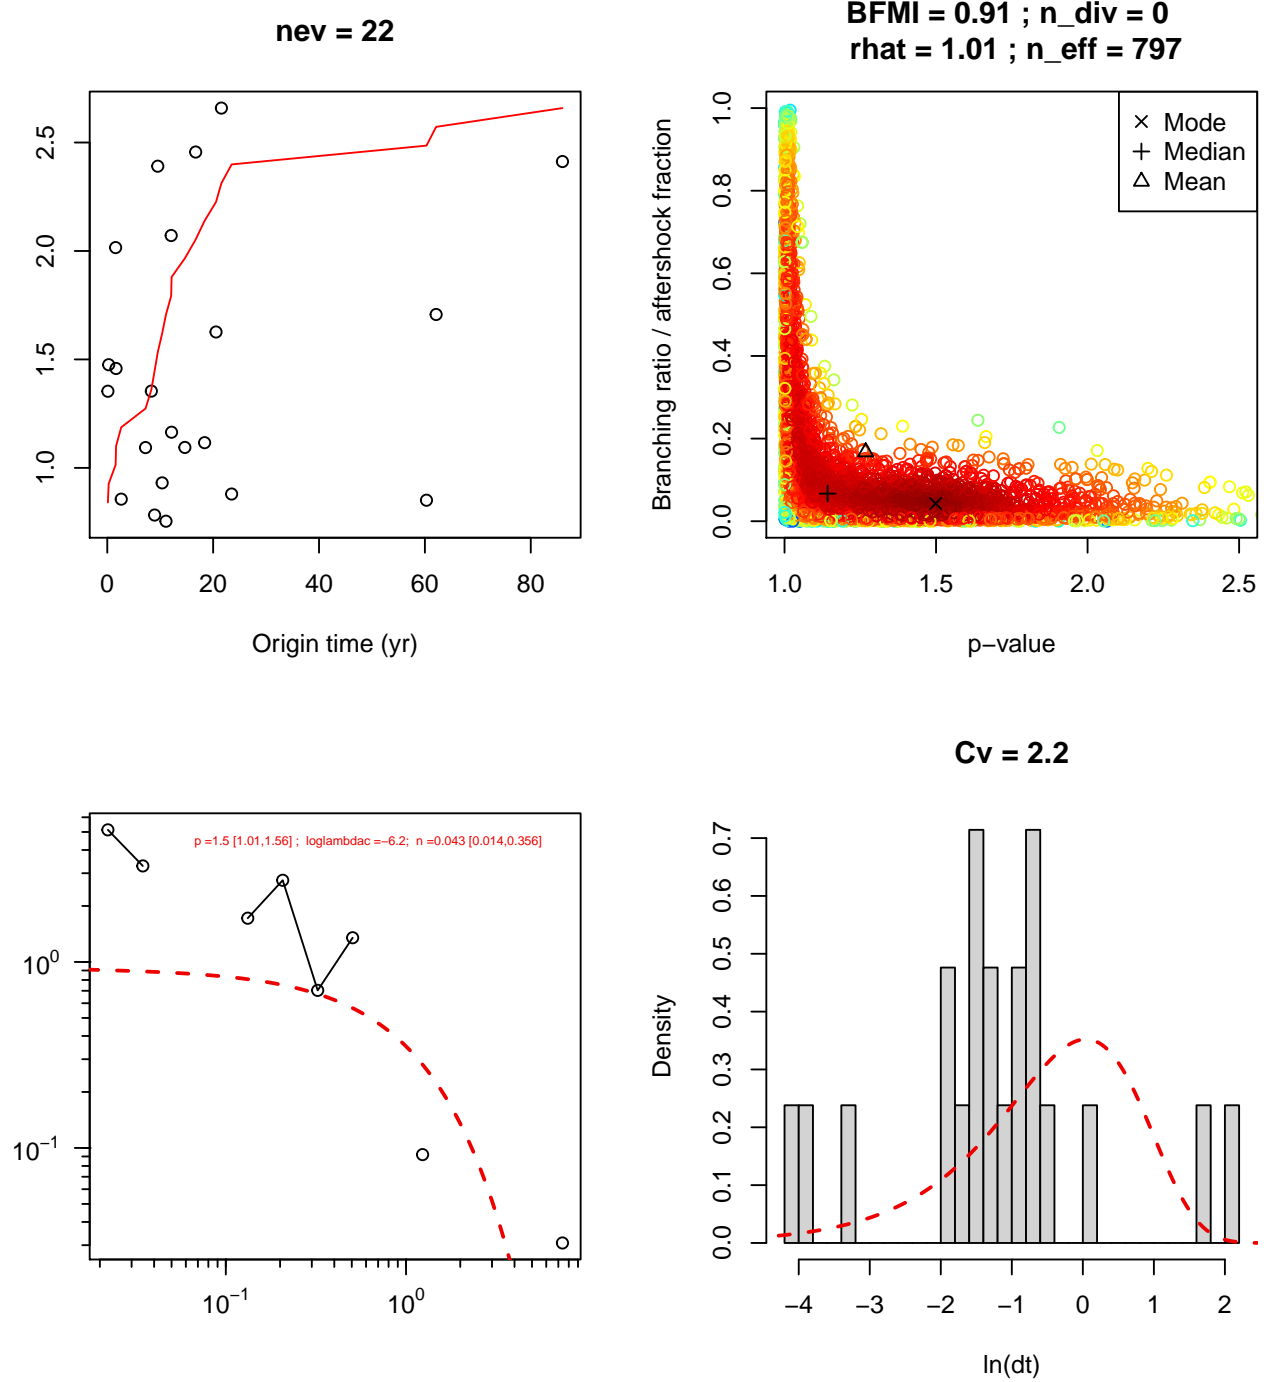 nev = 22
2.5
2.0
1.5
1.0
0 20 40 60 80
Origin time (yr)
BFMI = 0.91 ; n_div = 0
rhat = 1.01 ; n_eff = 797
Branching ratio / aftershock fraction
1.0
0.8
0.6
0.4
0.2
0.0
Mode
Median
Mean
1.0 1.5 2.0 2.5
p−value
p =1.5 [1.01,1.56] ; loglambdac =−6.2; n =0.043 [0.014,0.356]
10⁰
10⁻¹
10⁻¹ 10⁰
Cv = 2.2
Density
0.7
0.6
0.5
0.4
0.3
0.2
0.1
0.0
−4 −3 −2 −1 0 1 2
ln(dt)